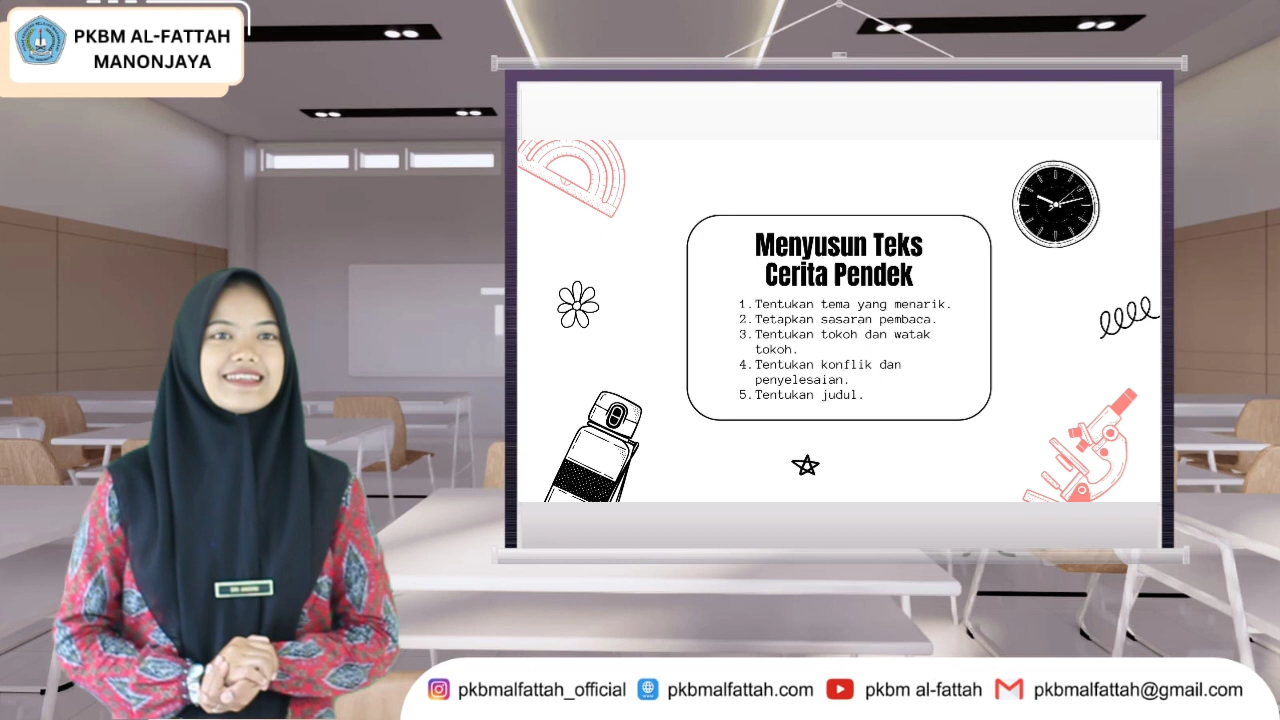 PKBM AL-FATTAH
MANONJAYA
Menyusun Teks
Cerita Pendek
1. Tentukan tema yang menarik.
2. Tetapkan sasaran pembaca.
3. Tentukan tokoh dan watak
tokoh.
4. Tentukan konflik dan
penyelesaian.
5. Tentukan judul.
pkbmalfattah_official
pkbmalfattah.com
pkbm al-fattah
pkbmalfattah@gmail.com